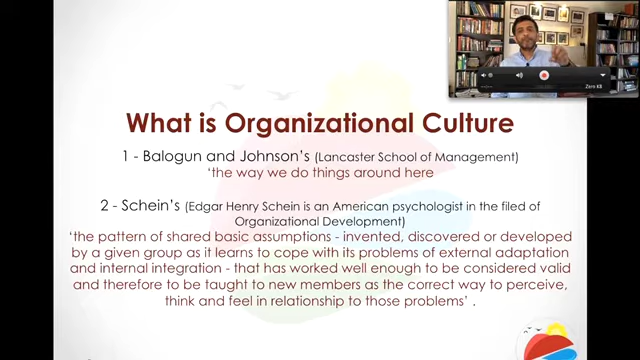 What is Organizational Culture
1 - Balogun and Johnson's (Lancaster School of Management)
'the way we do things around here
2 - Schein's (Edgar Henry Schein is an American psychologist in the filed of
Organizational Development)
'the pattern of shared basic assumptions - invented, discovered or developed
by a given group as it learns to cope with its problems of external adaptation
and internal integration - that has worked well enough to be considered valid
and therefore to be taught to new members as the correct way to perceive,
think and feel in relationship to those problems' .